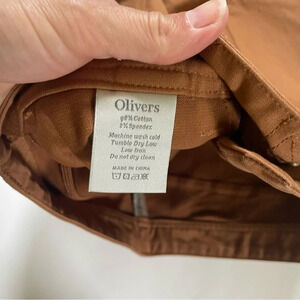 Olivers
98% Cotton
2% Spandex
Machine wash cold
Tumble Dry Low
Low Iron
Do not dry clean
MADE IN CHINA